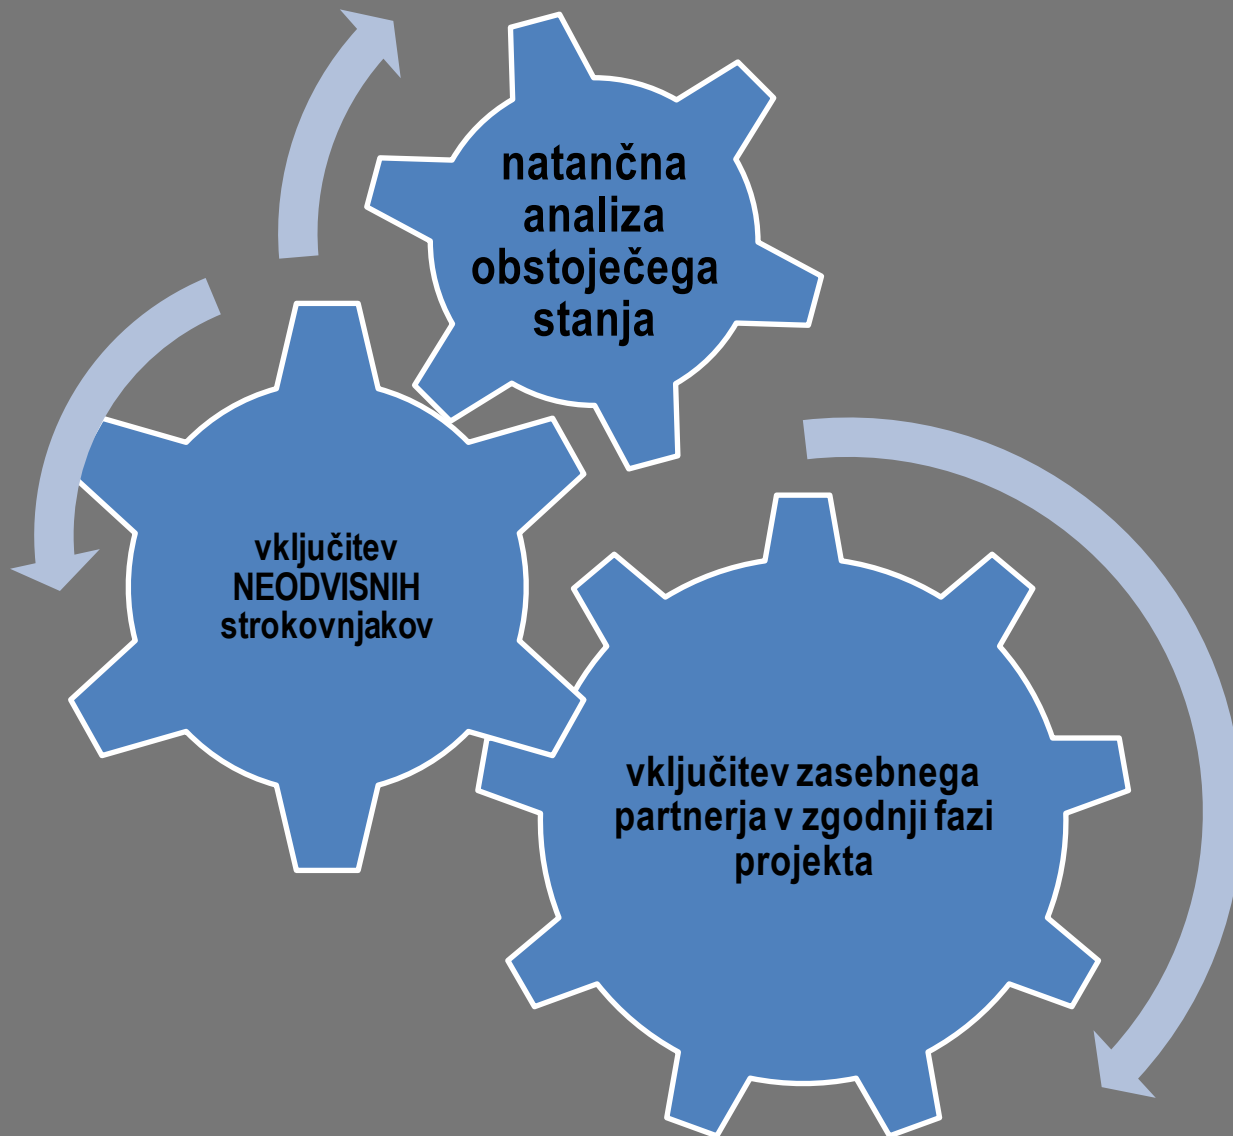 natančna
analiza
obstoječega
stanja
vključitev
NEODVISNIH
strokovnjakov
vključitev zasebnega
partnerja v zgodnji fazi
projekta